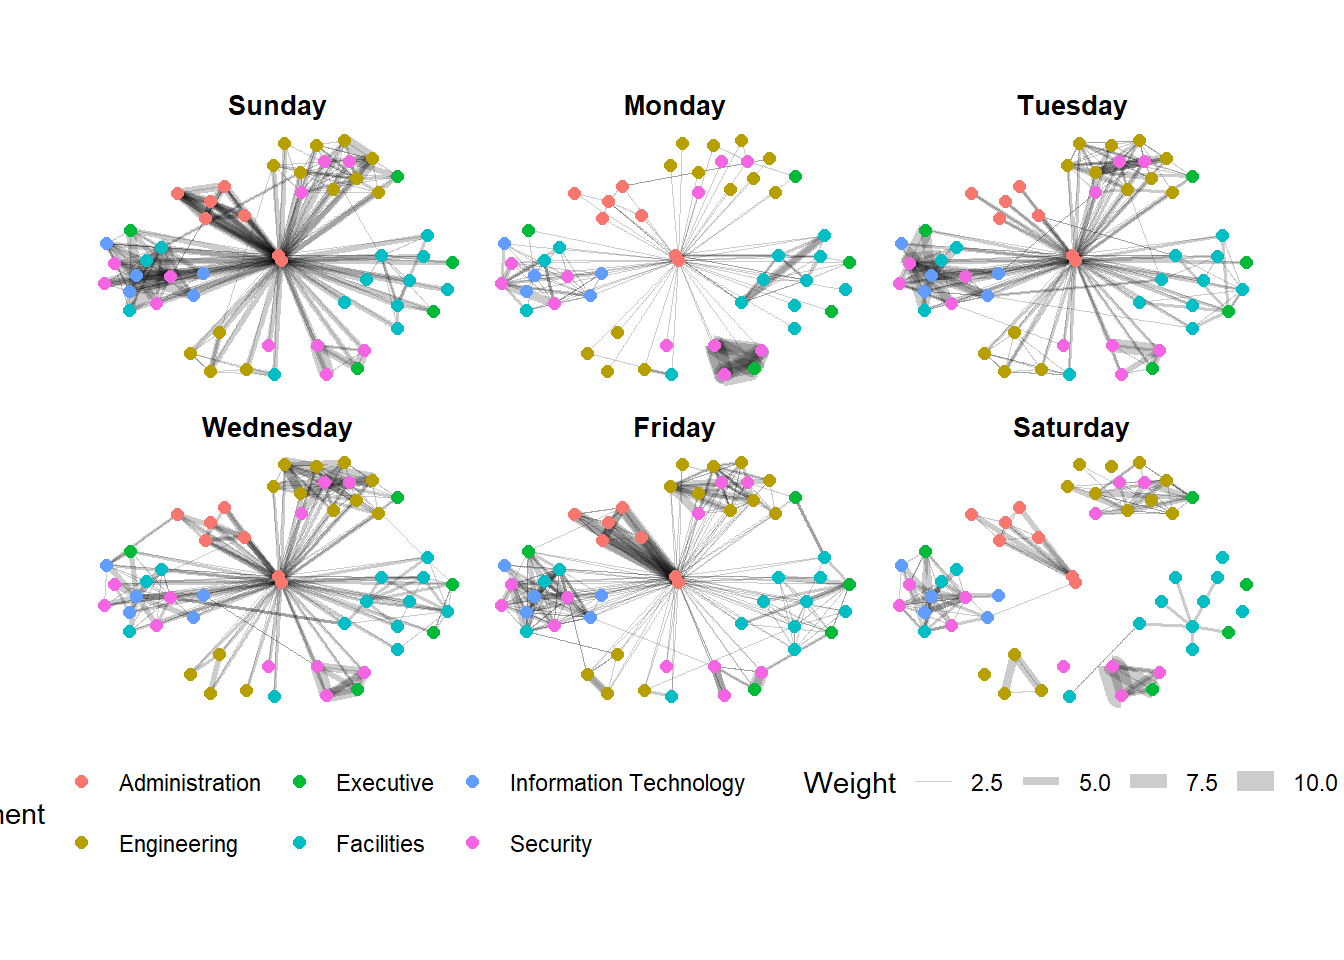 Sunday Monday Tuesday
Wednesday Friday Saturday
Administration Executive Information Technology Weight 2.5 5.0 7.5 10.0
nent
Engineering Facilities Security